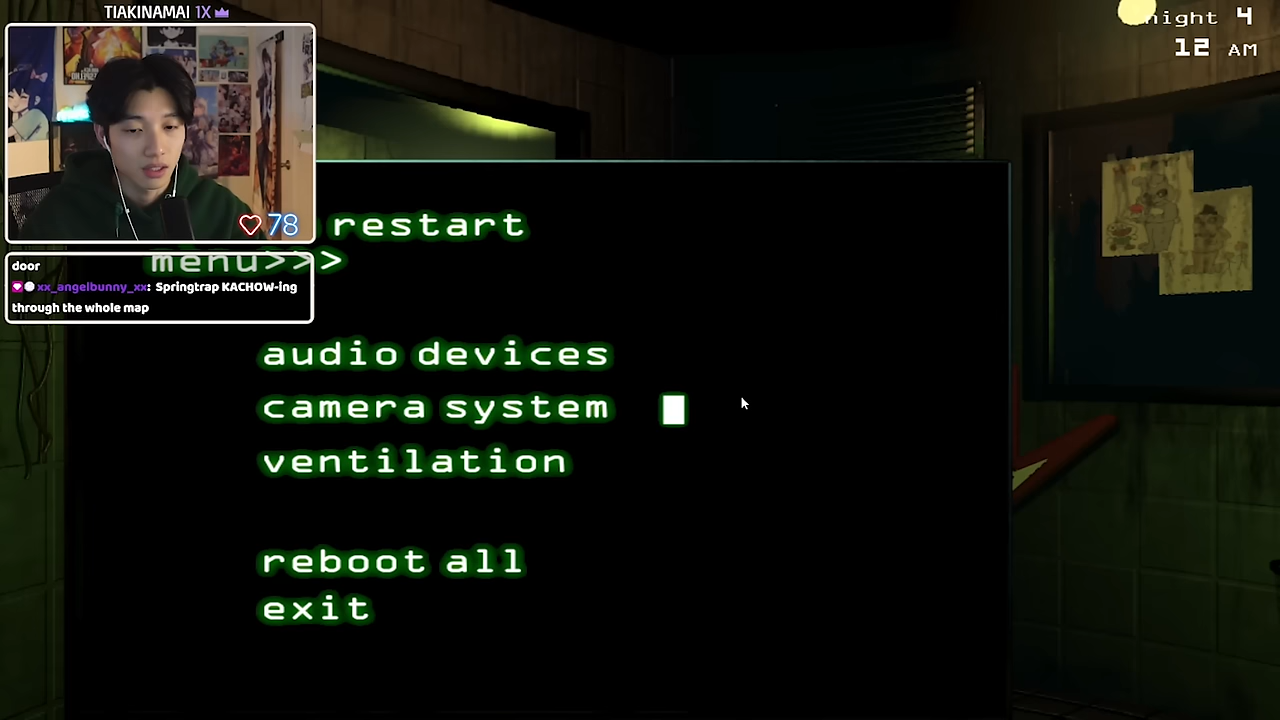 TIAKINAMAI 1X
78
door
xx_angelbunny_xx: Springtrap KACHOW-ing
through the whole map
night 4
12 AM
restart
menu>>>
audio devices
camera system
ventilation
reboot all
exit